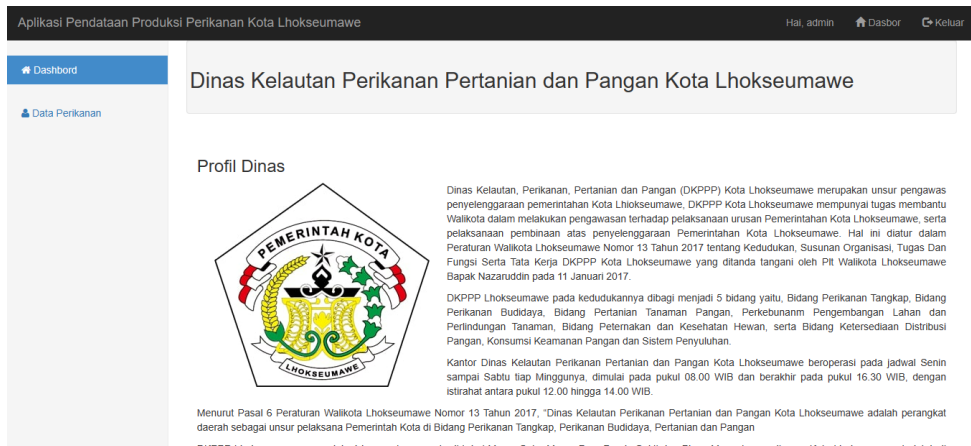 Aplikasi Pendataan Produksi Perikanan Kota Lhokseumawe
Hai, admin
Dasbor
Keluar
Dashbord
Data Perikanan
Dinas Kelautan Perikanan Pertanian dan Pangan Kota Lhokseumawe
Profil Dinas
PEMERINTAH KOTA
LHOKSEUMAWE
Dinas Kelautan, Perikanan, Pertanian dan Pangan (DKPPP) Kota Lhokseumawe merupakan unsur pengawas
penyelenggaraan pemerintahan Kota Lhiokseumawe, DKPPP Kota Lhokseumawe mempunyai tugas membantu
Walikota dalam melakukan pengawasan terhadap pelaksanaan urusan Pemerintahan Kota Lhokseumawe, serta
pelaksanaan pembinaan atas penyelenggaraan Pemerintahan Kota Lhokseumawe. Hal ini diatur dalam
Peraturan Walikota Lhokseumawe Nomor 13 Tahun 2017 tentang Kedudukan, Susunan Organisasi, Tugas Dan
Fungsi Serta Tata Kerja DKPPP Kota Lhokseumawe yang ditanda tangani oleh Plt Walikota Lhokseumawe
Bapak Nazaruddin pada 11 Januari 2017.
DKPPP Lhokseumawe pada kedudukannya dibagi menjadi 5 bidang yaitu, Bidang Perikanan Tangkap, Bidang
Perikanan Budidaya, Bidang Pertanian Tanaman Pangan, Perkebunanm Pengembangan Lahan dan
Perlindungan Tanaman, Bidang Peternakan dan Kesehatan Hewan, serta Bidang Ketersediaan Distribusi
Pangan, Konsumsi Keamanan Pangan dan Sistem Penyuluhan.
Kantor Dinas Kelautan Perikanan Pertanian dan Pangan Kota Lhokseumawe beroperasi pada jadwal Senin
sampai Sabtu tiap Minggunya, dimulai pada pukul 08.00 WIB dan berakhir pada pukul 16.30 WIB, dengan
istirahat antara pukul 12.00 hingga 14.00 WIB.
Menurut Pasal 6 Peraturan Walikota Lhokseumawe Nomor 13 Tahun 2017, "Dinas Kelautan Perikanan Pertanian dan Pangan Kota Lhokseumawe adalah perangkat
daerah sebagai unsur pelaksana Pemerintah Kota di Bidang Perikanan Tangkap, Perikanan Budidaya, Pertanian dan Pangan